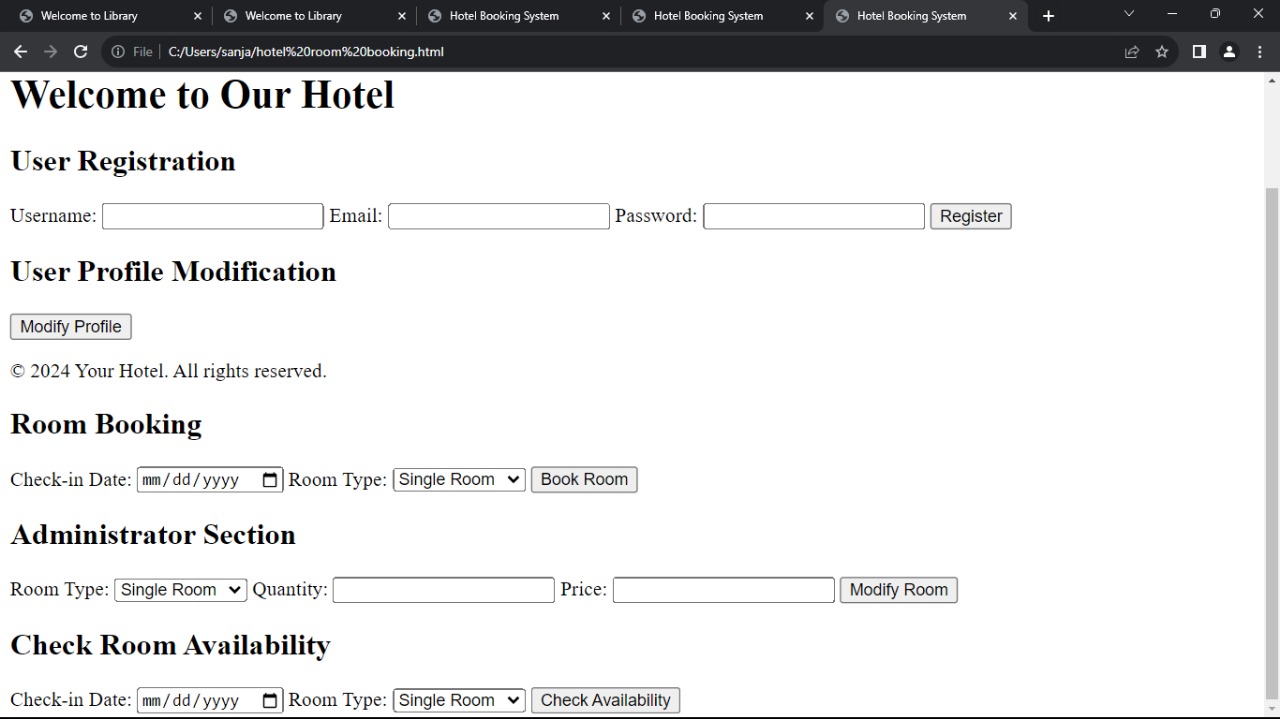 Welcome to Library Welcome to Library Hotel Booking System Hotel Booking System Hotel Booking System
File C:/Users/sanja/hotel%20room%20booking.html
Welcome to Our Hotel
User Registration
Username: Email: Password: Register
User Profile Modification
Modify Profile
© 2024 Your Hotel. All rights reserved.
Room Booking
Check-in Date: mm/dd/yyyy Room Type: Single Room Book Room
Administrator Section
Room Type: Single Room Quantity: Price: Modify Room
Check Room Availability
Check-in Date: mm/dd/yyyy Room Type: Single Room Check Availability